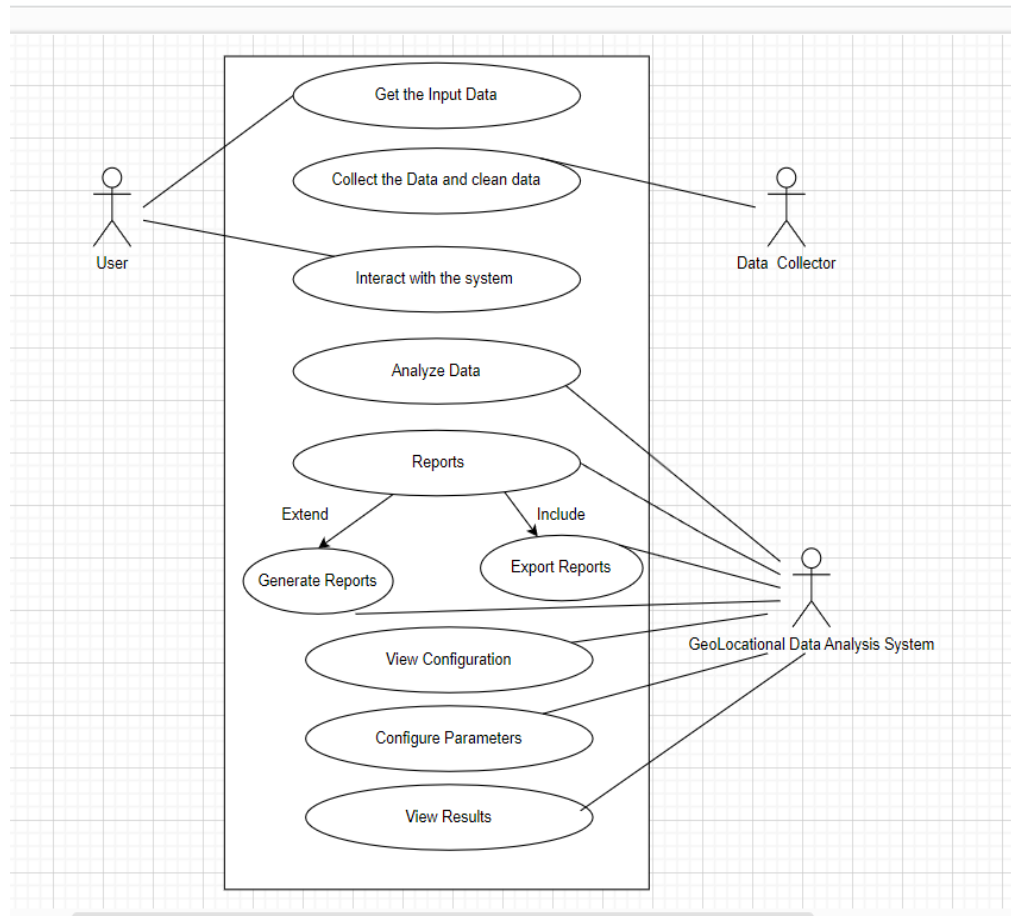 Get the Input Data
Collect the Data and clean data
User
Data Collector
Interact with the system
Analyze Data
Reports
Extend
Include
Generate Reports
Export Reports
GeoLocational Data Analysis System
View Configuration
Configure Parameters
View Results